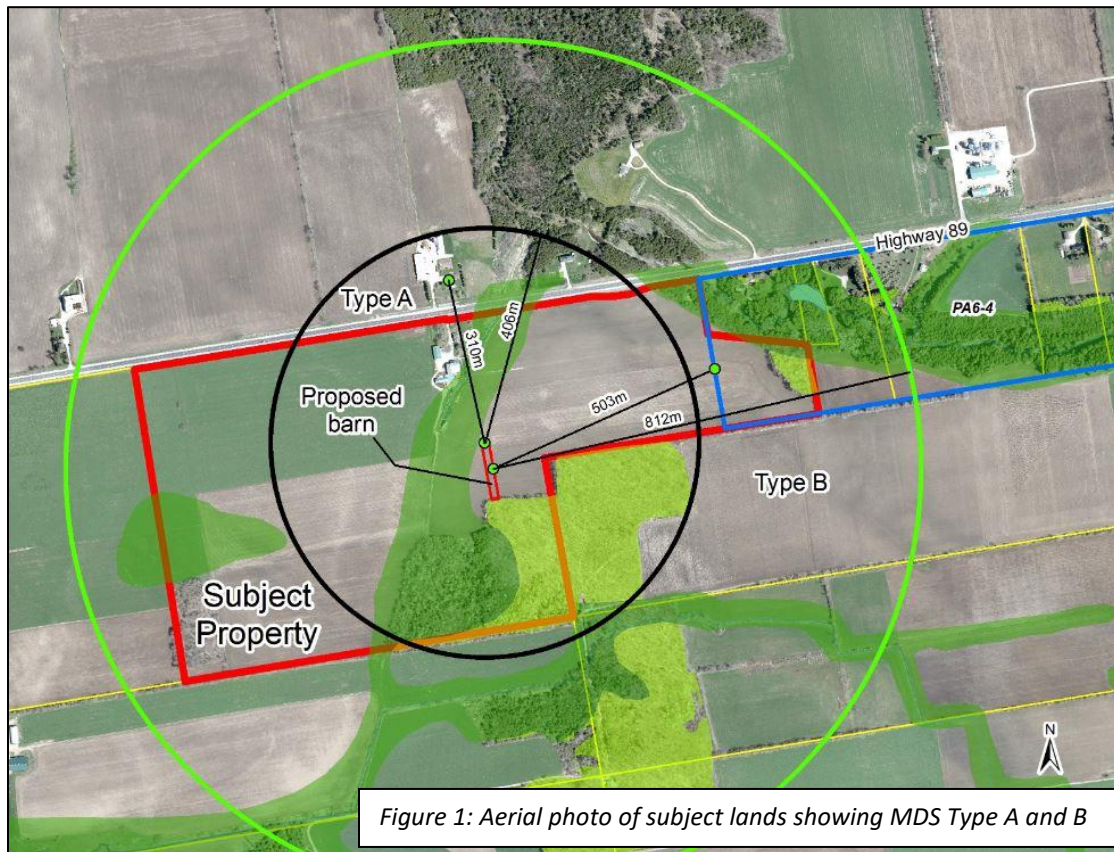 Highway 89
PA6-4
Type A
406m
310m
503m
812m
Proposed
barn
Type B
Subject
Property
N
Figure 1: Aerial photo of subject lands showing MDS Type A and B